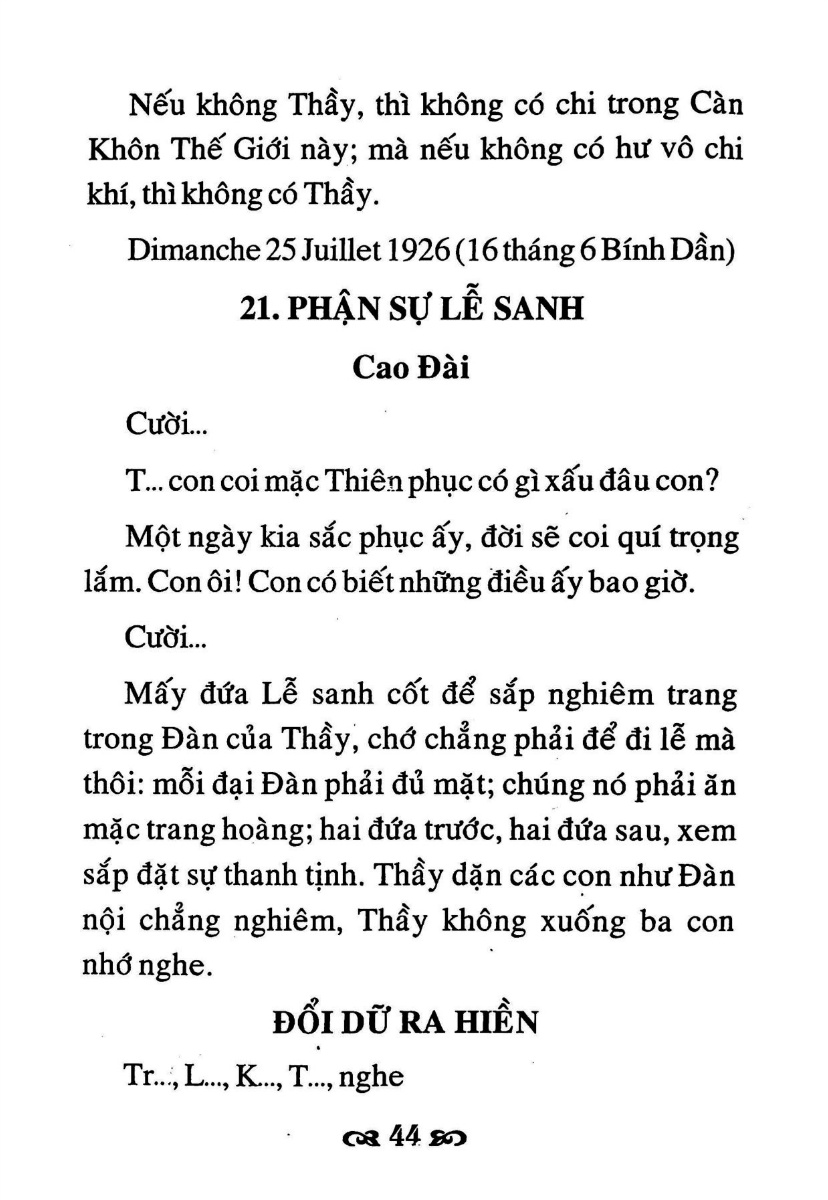 Nếu không Thầy, thì không có chi trong Càn
Khôn Thế Giới này; mà nếu không có hư vô chi
khí, thì không có Thầy.
Dimanche 25 Juillet 1926 (16 tháng 6 Bính Dần)
21. PHẬN SỰ LỄ SANH
Cao Đài
Cười...
T... con coi mặc Thiên phục có gì xấu đâu con?
Một ngày kia sắc phục ấy, đời sẽ coi quí trọng
lắm. Con ôi! Con có biết những điều ấy bao giờ.
Cười...
Mấy đứa Lễ sanh cốt để sắp nghiêm trang
trong Đàn của Thầy, chớ chẳng phải để đi lễ mà
thôi: mỗi đại Đàn phải đủ mặt; chúng nó phải ăn
mặc trang hoàng; hai đứa trước, hai đứa sau, xem
sắp đặt sự thanh tịnh. Thầy dặn các con như Đàn
nội chẳng nghiêm, Thầy không xuống ba con
nhớ nghe.
ĐỔI DỮ RA HIỀN
Tr..., L..., K..., T..., nghe
44